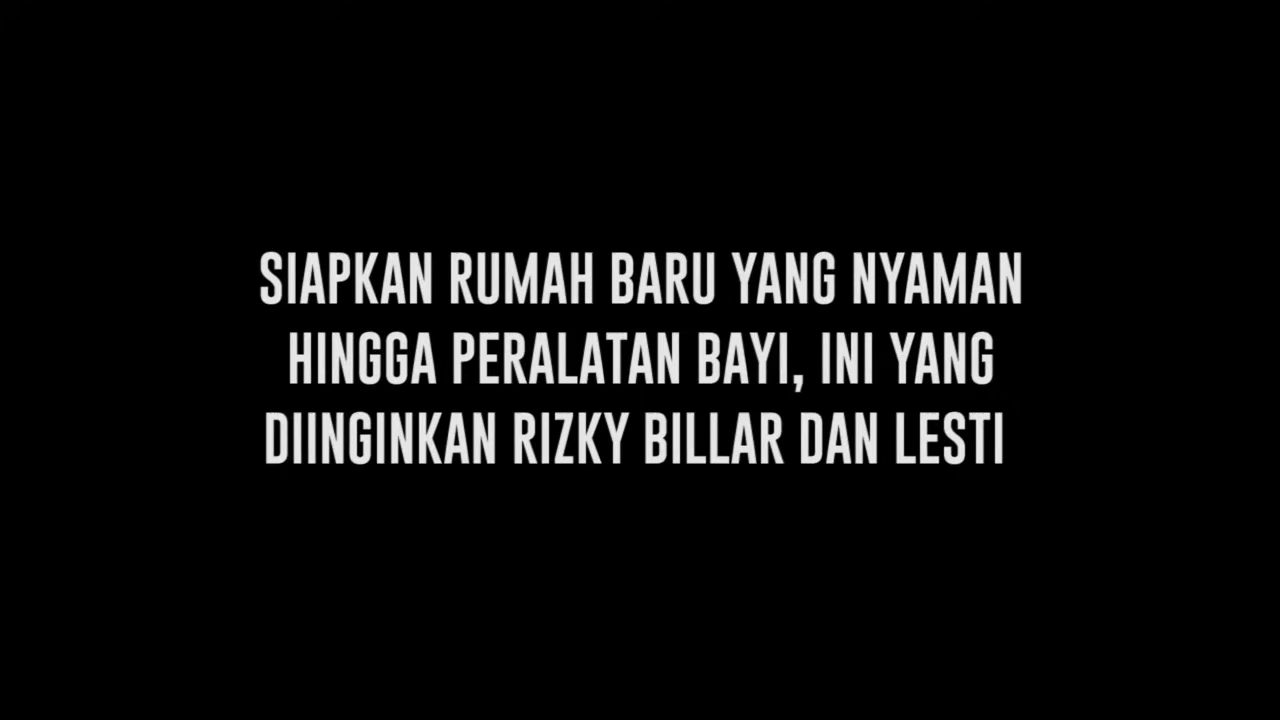 SIAPKAN RUMAH BARU YANG NYAMAN
HINGGA PERALATAN BAYI, INI YANG
DIINGINKAN RIZKY BILLAR DAN LESTI